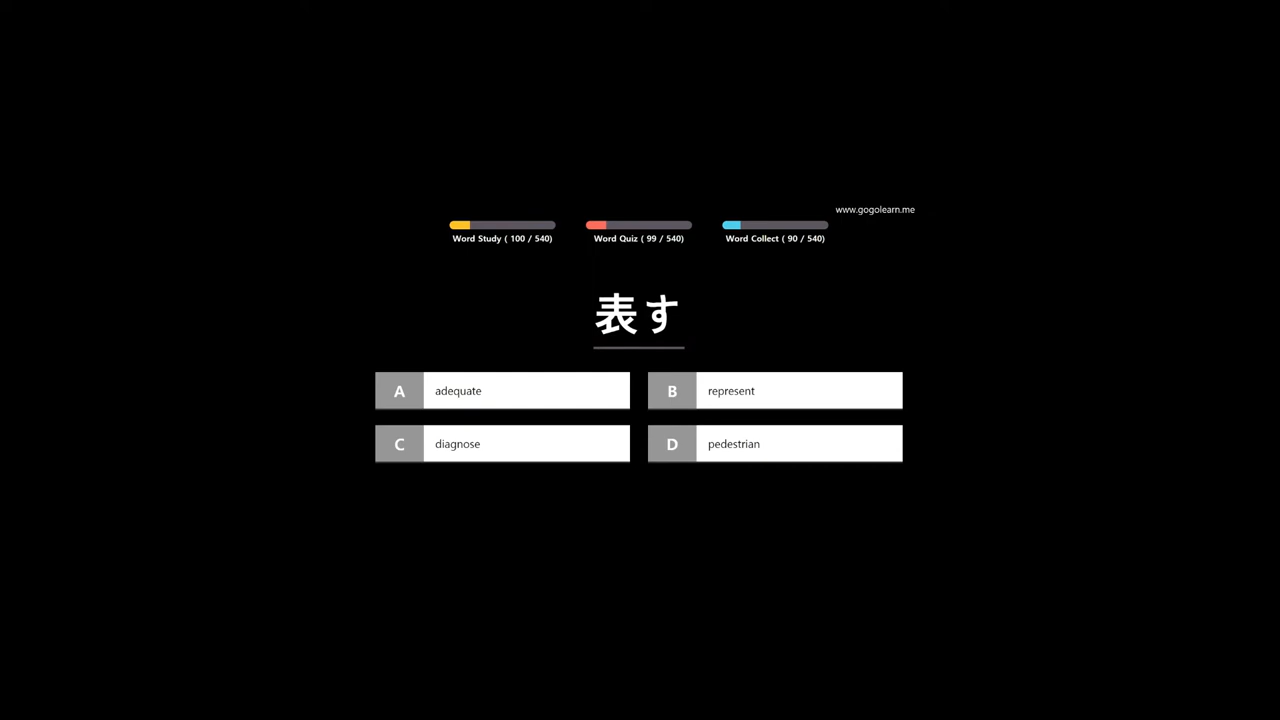 www.gogolearn.me
Word Study ( 100 / 540)
Word Quiz ( 99 / 540)
Word Collect ( 90 / 540)
表す
A adequate
B represent
C diagnose
D pedestrian